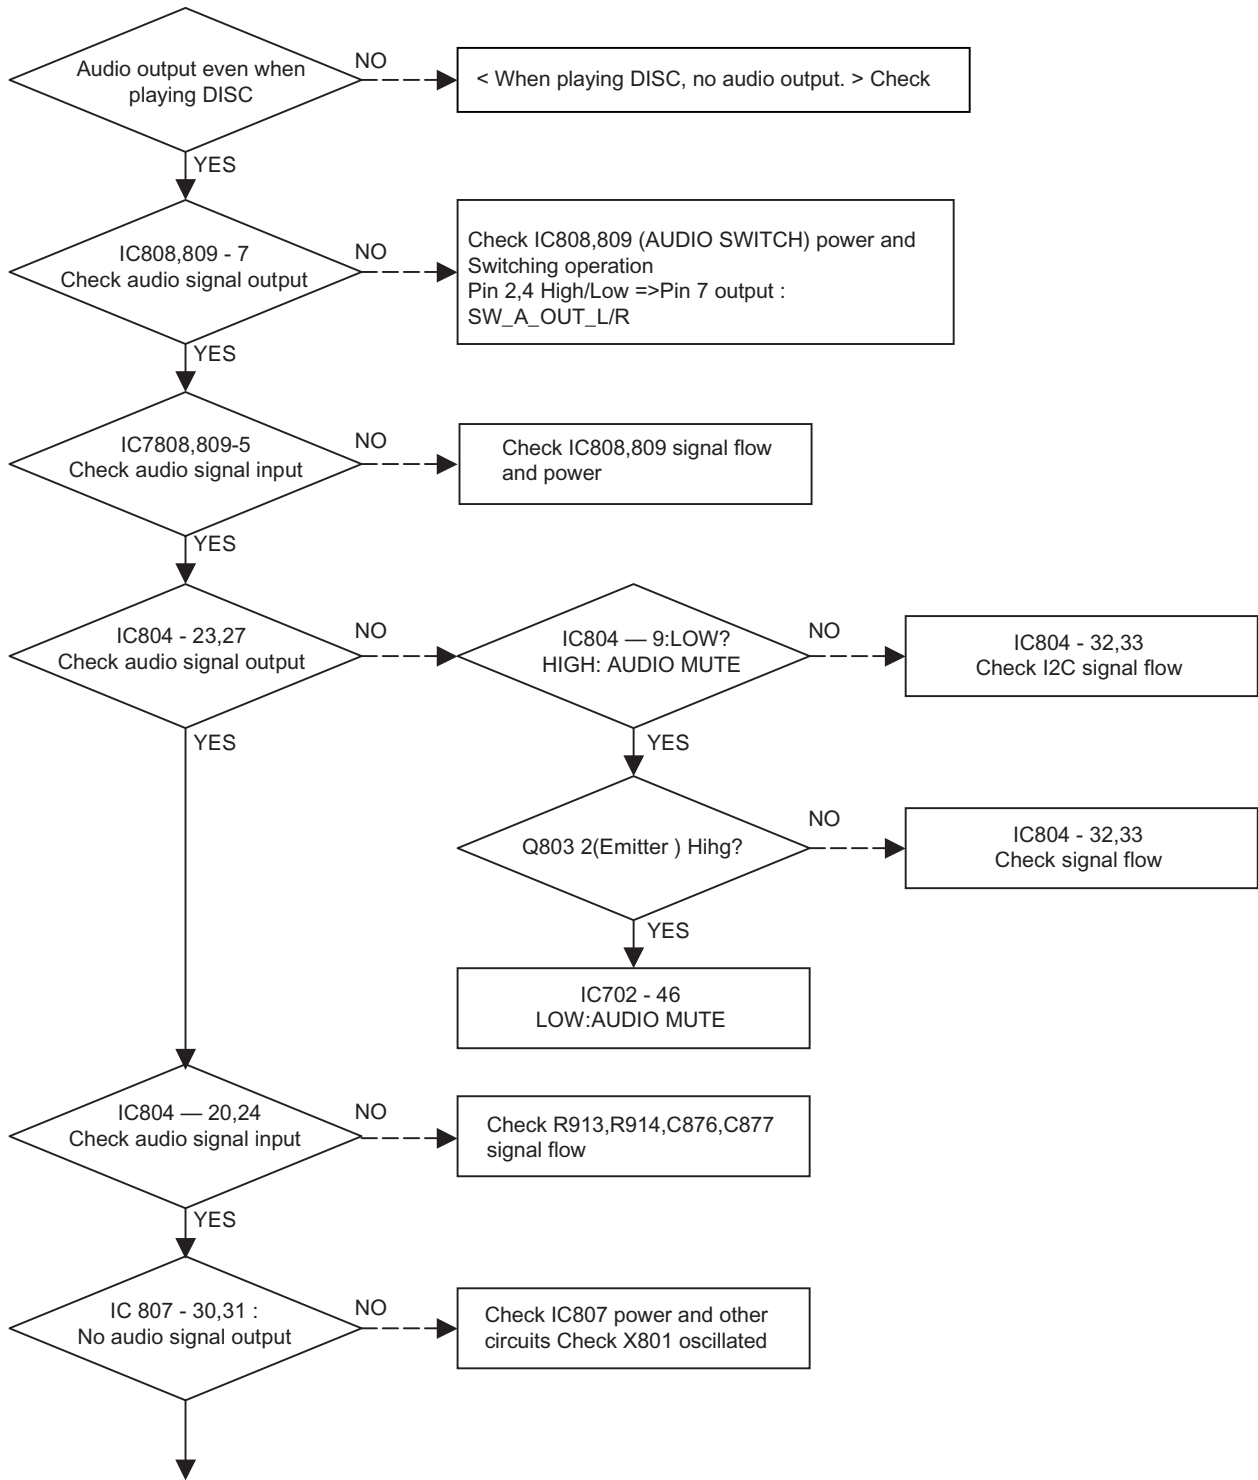 Audio output even when
playing DISC
NO
< When playing DISC, no audio output. > Check
YES
IC808,809 - 7
Check audio signal output
NO
Check IC808,809 (AUDIO SWITCH) power and
Switching operation
Pin 2,4 High/Low =>Pin 7 output :
SW_A_OUT_L/R
YES
IC7808,809-5
Check audio signal input
NO
Check IC808,809 signal flow
and power
YES
IC804 - 23,27
Check audio signal output
NO
IC804 — 9:LOW?
HIGH: AUDIO MUTE
NO
IC804 - 32,33
Check I2C signal flow
YES
YES
Q803 2(Emitter ) Hihg?
NO
IC804 - 32,33
Check signal flow
YES
IC702 - 46
LOW:AUDIO MUTE
IC804 — 20,24
Check audio signal input
NO
Check R913,R914,C876,C877
signal flow
YES
IC 807 - 30,31 :
No audio signal output
NO
Check IC807 power and other
circuits Check X801 oscillated